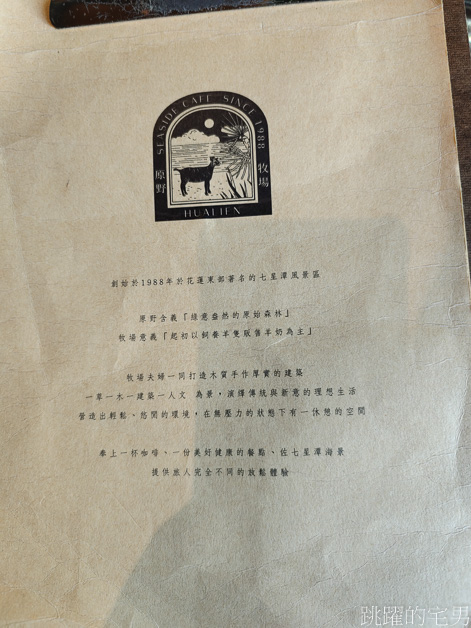 SEASIDE CAFE SINCE 1988
原野
牧場
HUALIEN
創始於1988年於花蓮東部著名的七星潭風景區
原野含義「綠意盎然的原始森林」
牧場意義「起初以飼養羊隻販售羊奶為主」
牧場夫婦一同打造木質手作厚實的建築
一草一木一建築一人文 為景，演繹傳統與新意的理想生活
營造出輕鬆、悠閒的環境，在無壓力的狀態下有一休憩的空間
奉上一杯咖啡、一份美好健康的餐點、佐七星潭海景
提供旅人完全不同的放鬆體驗
跳躍的宅男